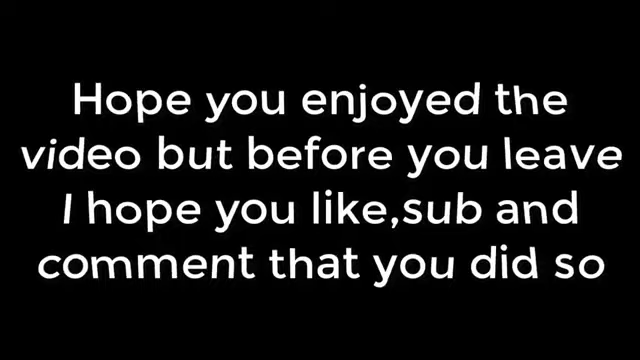 Hope you enjoyed the
video but before you leave
I hope you like,sub and
comment that you did so